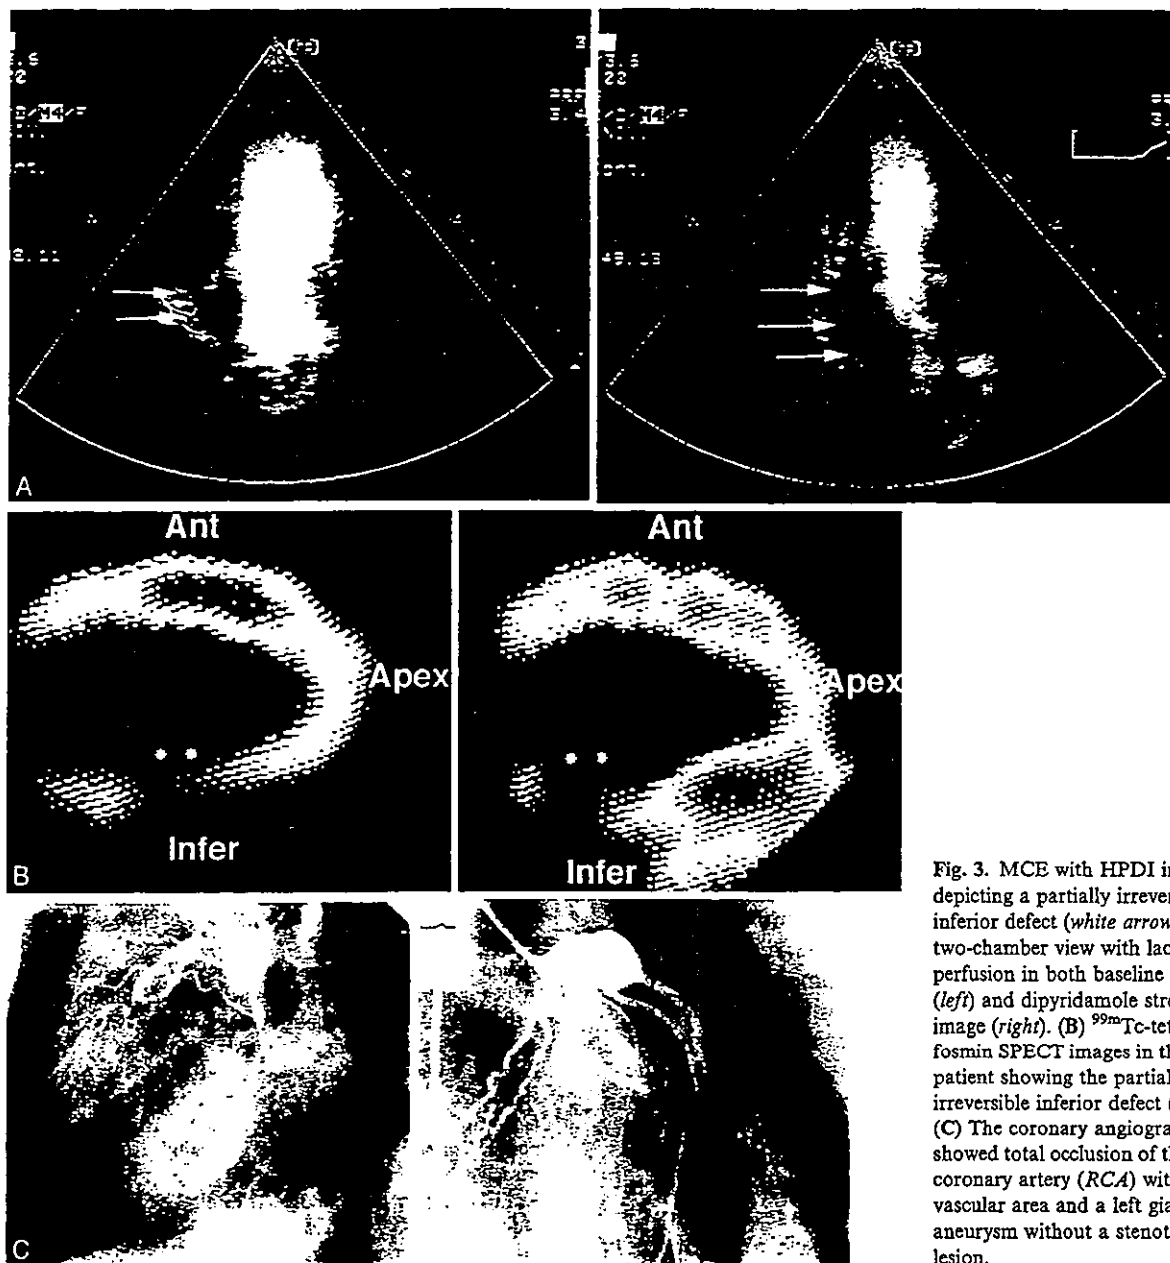 A
48.13
Ant
Apex
Infer
B
Ant
Apex
Infer
C
Fig. 3. MCE with HPDI in
depicting a partially irrever
inferior defect (white arrow
two-chamber view with lac
perfusion in both baseline
(left) and dipyridamole stre
image (right). (B) 99mTc-tet
fosmin SPECT images in th
patient showing the partial
irreversible inferior defect (
(C) The coronary angiogra
showed total occlusion of th
coronary artery (RCA) wit
vascular area and a left gia
aneurysm without a stenot
lesion.